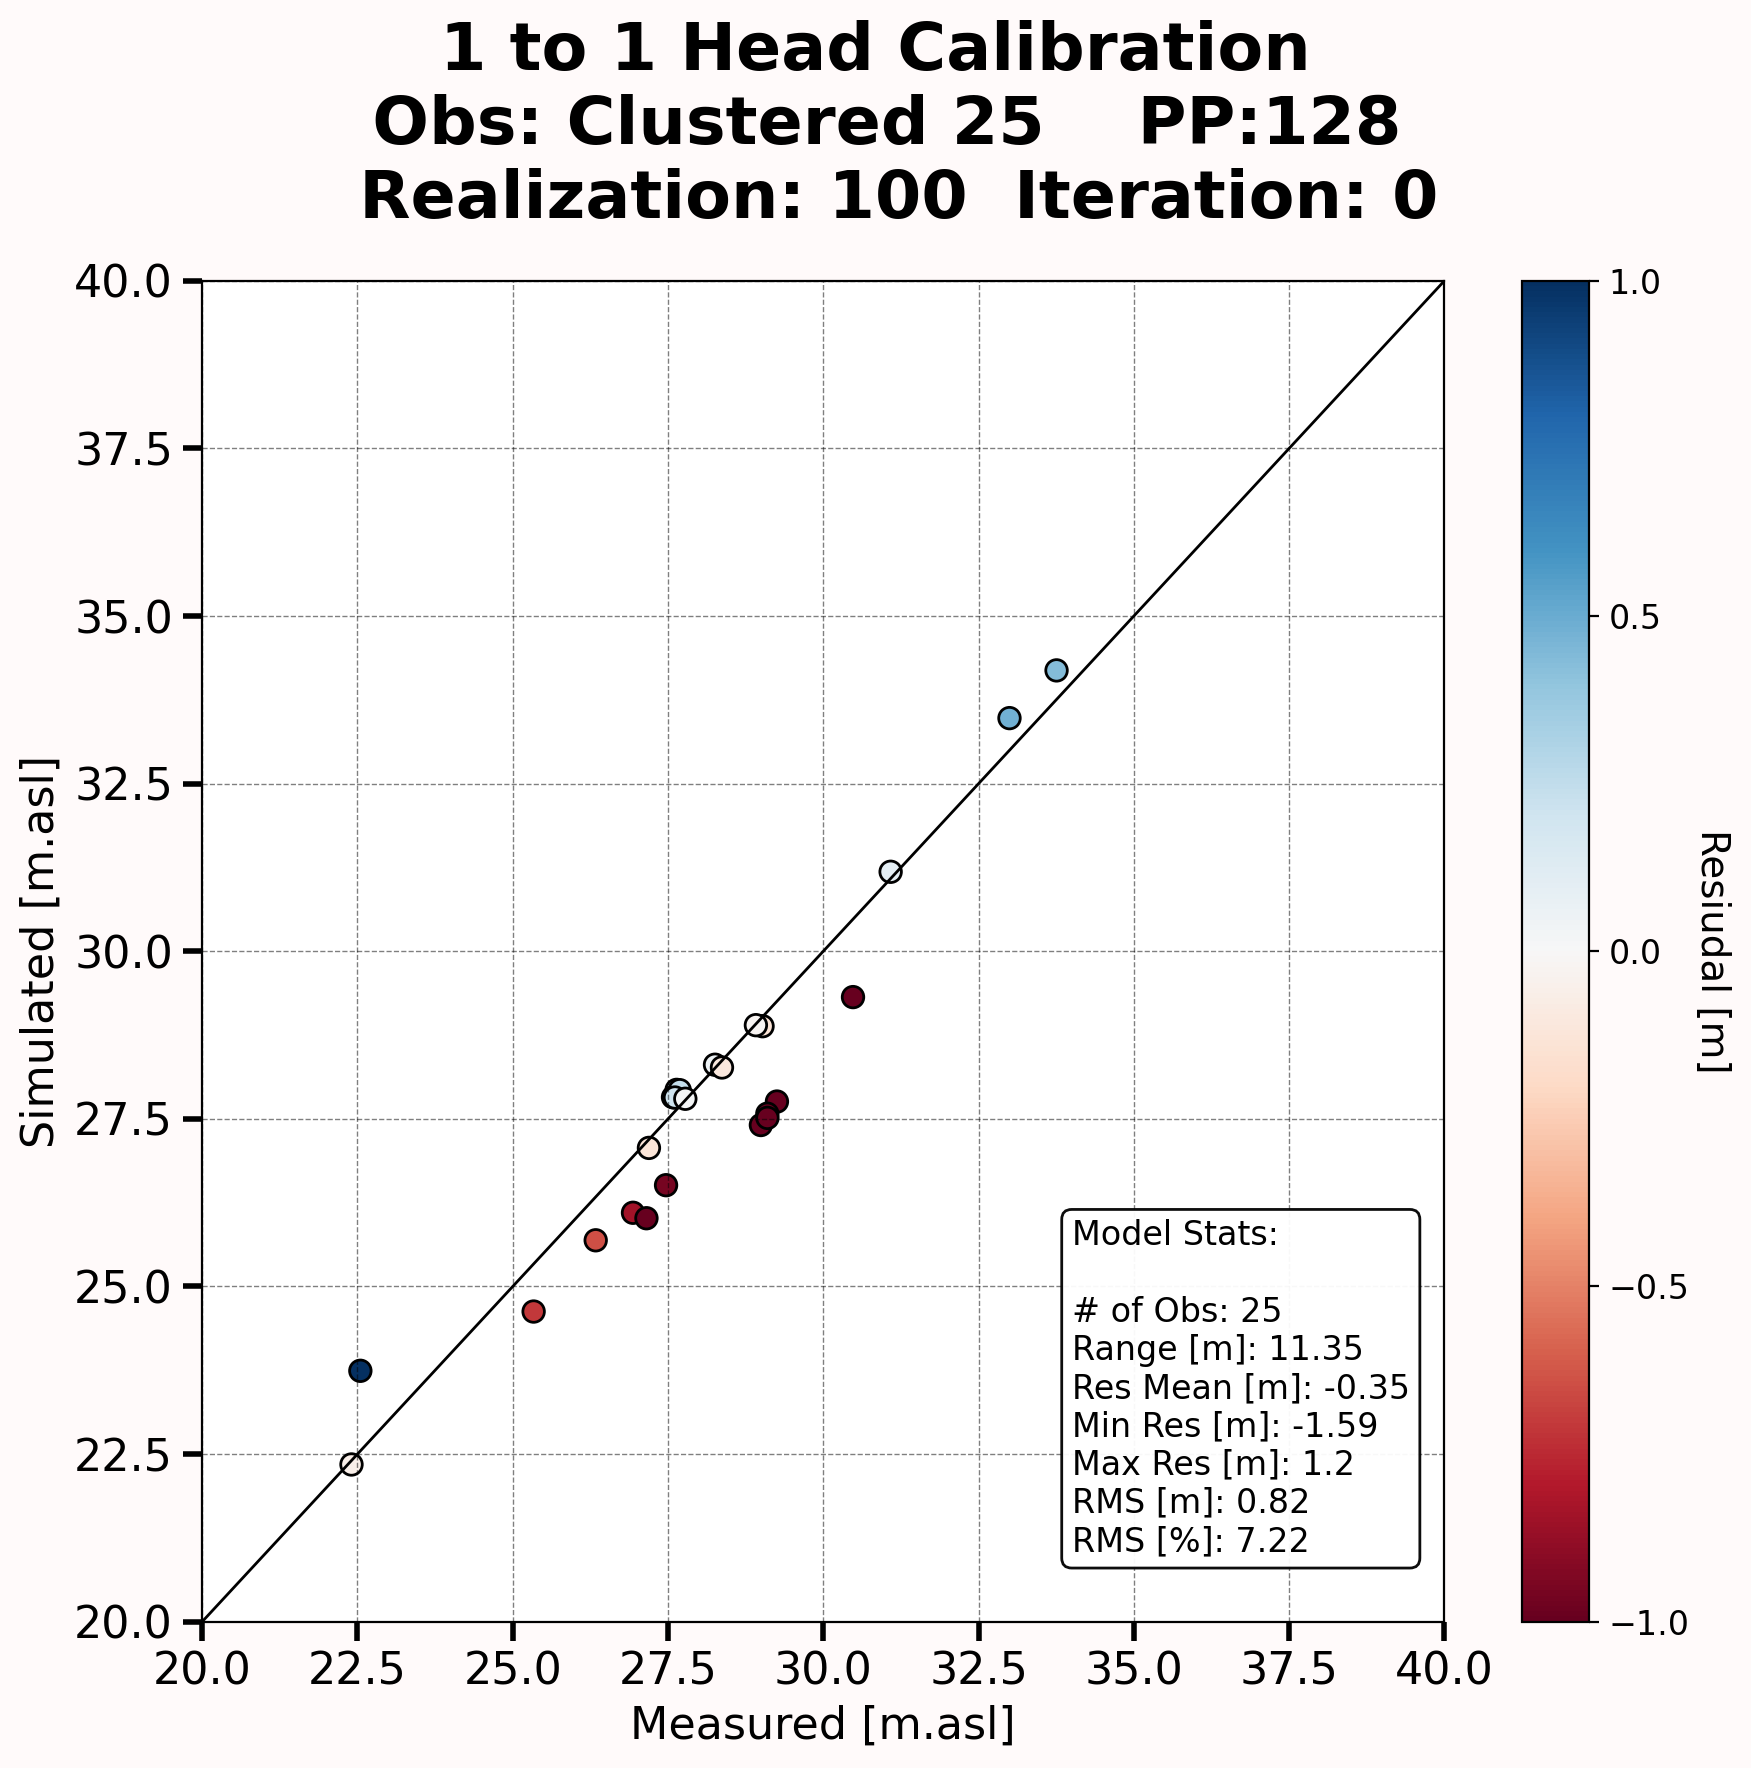 1 to 1 Head Calibration
Obs: Clustered 25    PP:128
Realization: 100  Iteration: 0
40.0
37.5
35.0
32.5
30.0
27.5
25.0
22.5
20.0
Simulated [m.asl]
20.0 22.5 25.0 27.5 30.0 32.5 35.0 37.5 40.0
Measured [m.asl]
Model Stats:
# of Obs: 25
Range [m]: 11.35
Res Mean [m]: -0.35
Min Res [m]: -1.59
Max Res [m]: 1.2
RMS [m]: 0.82
RMS [%]: 7.22
1.0
0.5
0.0
−0.5
−1.0
Resiudal [m]